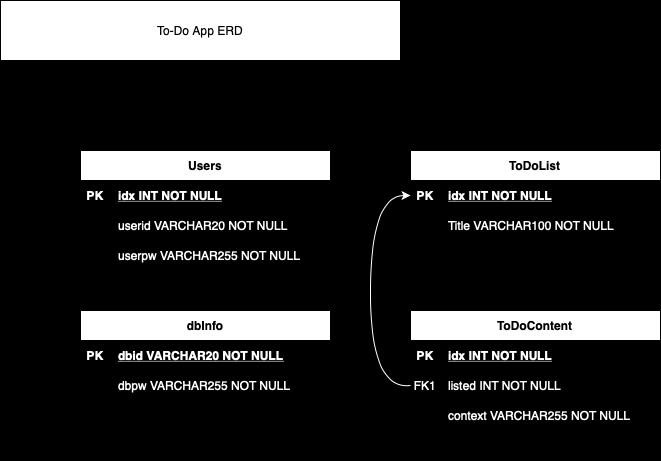 To-Do App ERD
Users
PK idx INT NOT NULL
userid VARCHAR20 NOT NULL
userpw VARCHAR255 NOT NULL
ToDoList
PK idx INT NOT NULL
Title VARCHAR100 NOT NULL
dbInfo
PK dbid VARCHAR20 NOT NULL
dbpw VARCHAR255 NOT NULL
ToDoContent
PK idx INT NOT NULL
FK1 listed INT NOT NULL
context VARCHAR255 NOT NULL